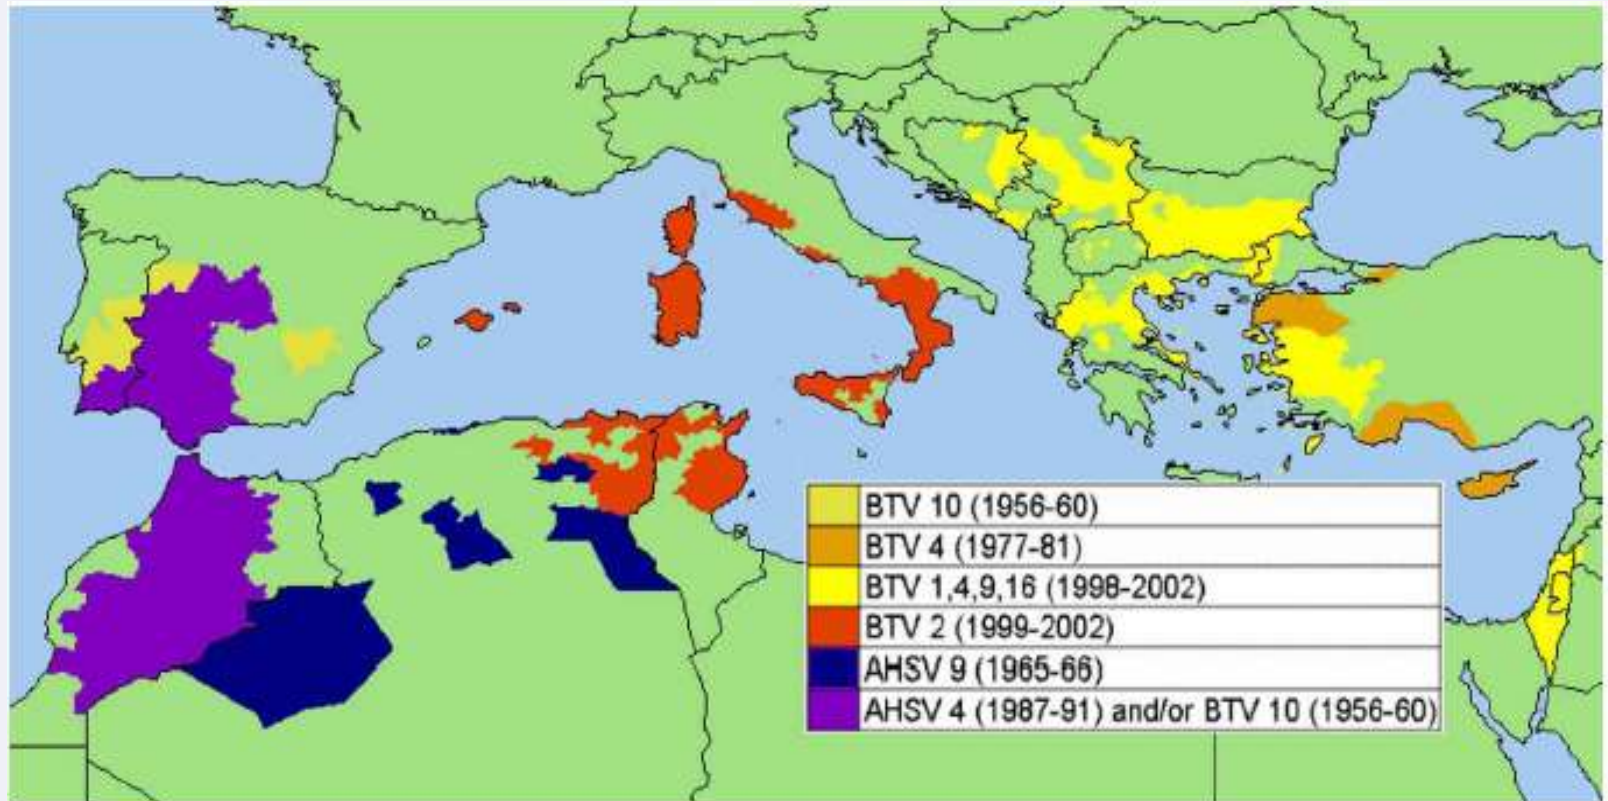 BTV 10 (1956-60)
BTV 4 (1977-81)
BTV 1,4,9,16 (1998-2002)
BTV 2 (1999-2002)
AHSV 9 (1965-66)
AHSV 4 (1987-91) and/or BTV 10 (1956-60)